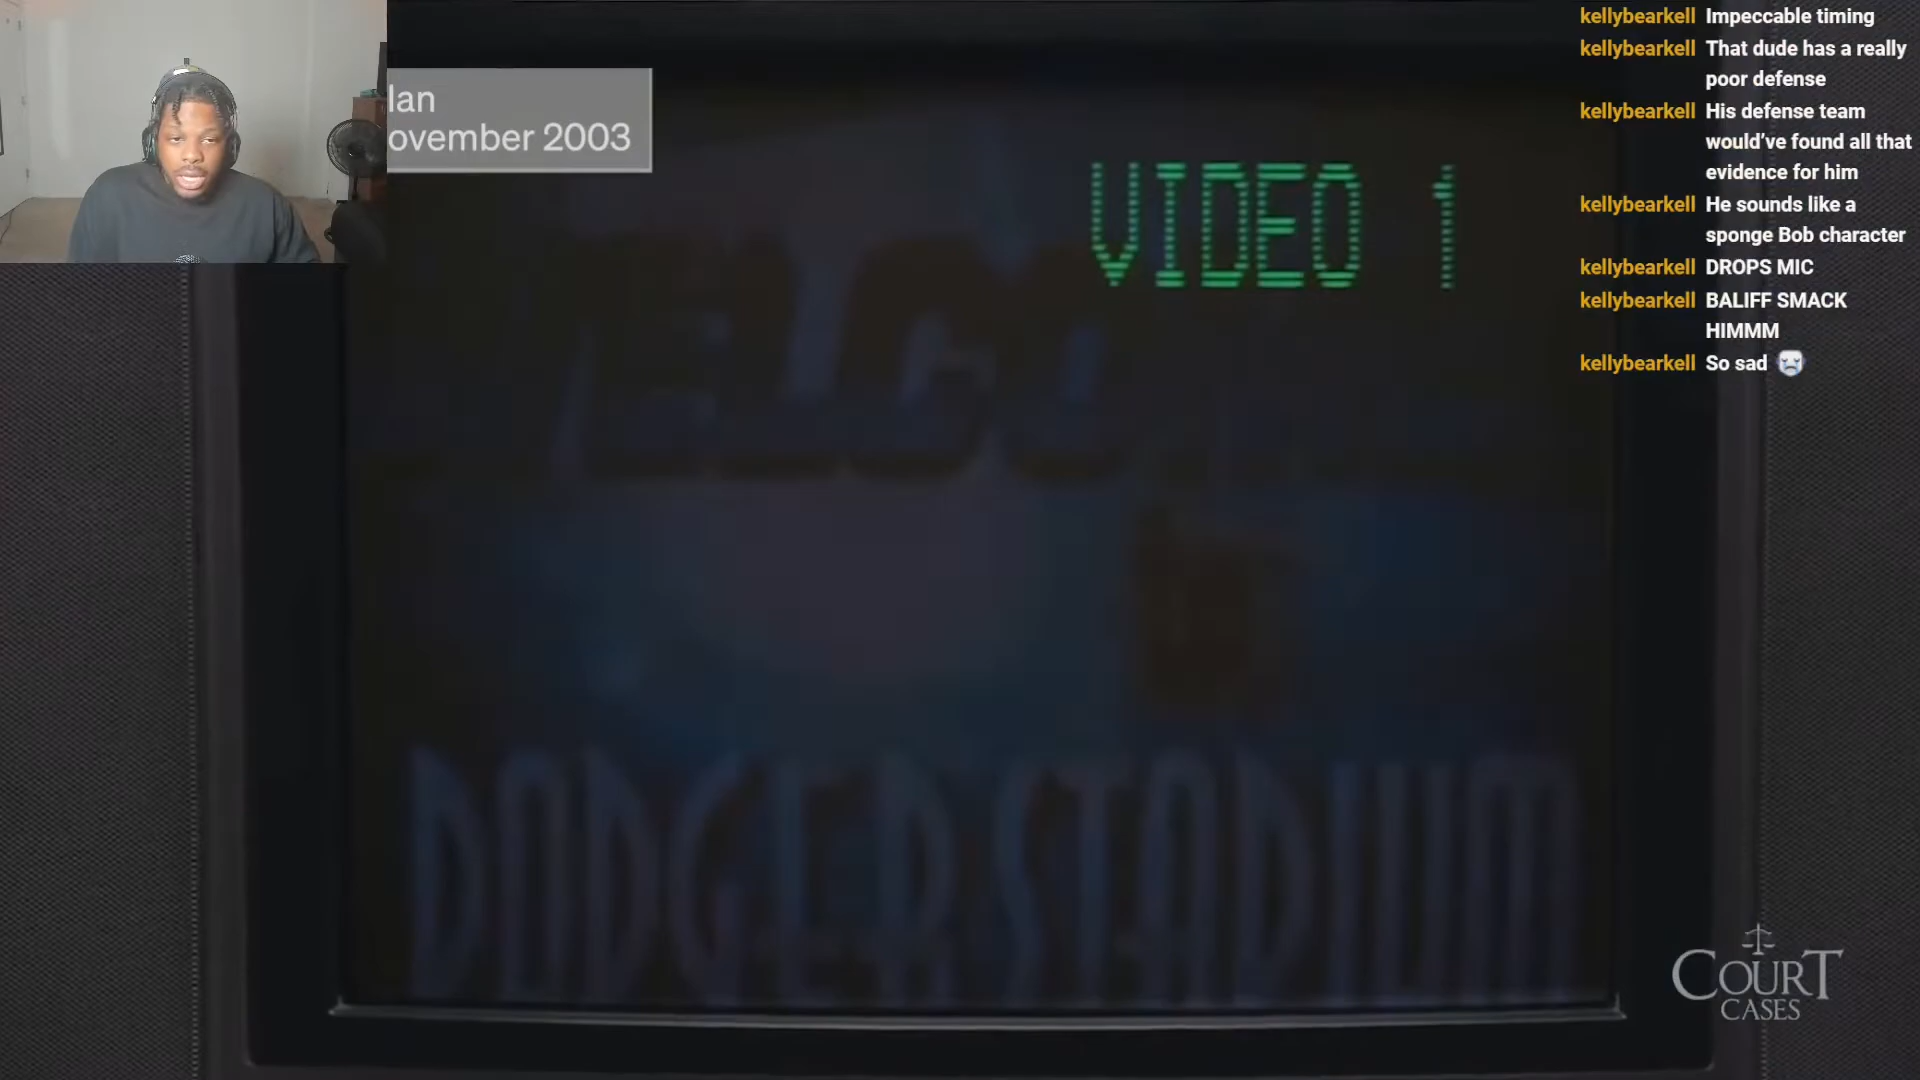 lan
ovember 2003
VIDEO 1
DODGER STADIUM
COURT
CASES
kellybearkell Impeccable timing
kellybearkell That dude has a really
poor defense
kellybearkell His defense team
would've found all that
evidence for him
kellybearkell He sounds like a
sponge Bob character
kellybearkell DROPS MIC
kellybearkell BALIFF SMACK
HIMMM
kellybearkell So sad